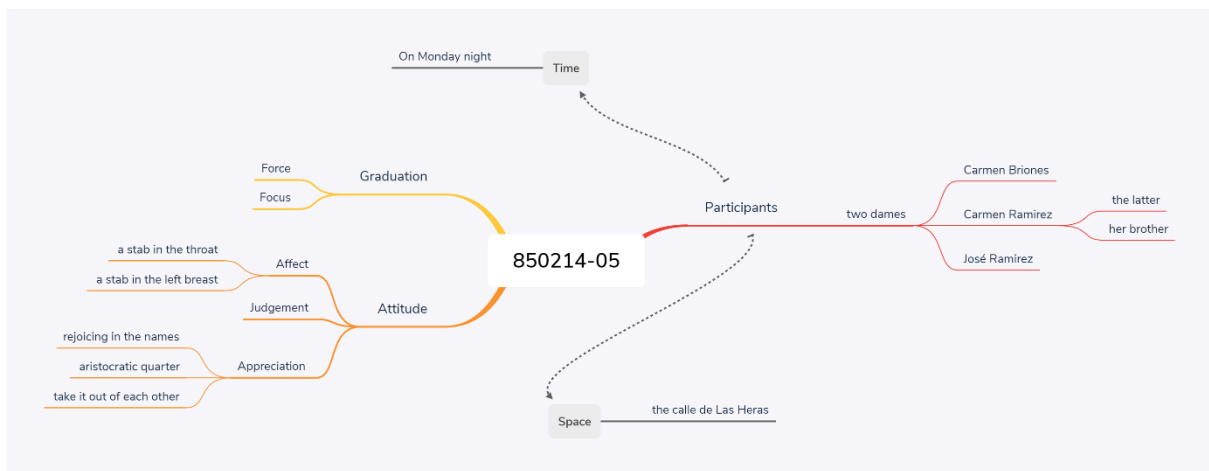 On Monday night
Time
Force
Focus
Graduation
a stab in the throat
a stab in the left breast
Affect
Judgement
Attitude
rejoicing in the names
aristocratic quarter
take it out of each other
Appreciation
850214-05
Participants
two dames
Carmen Briones
Carmen Ramirez
the latter
her brother
José Ramirez
Space
the calle de Las Heras